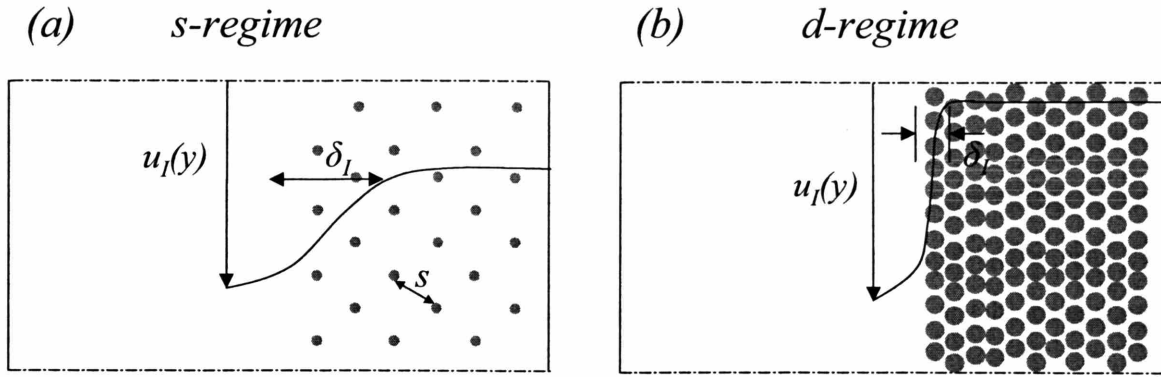 (a) s-regime
u_I(y)
δ_I
s
(b) d-regime
u_I(y)
δ_I